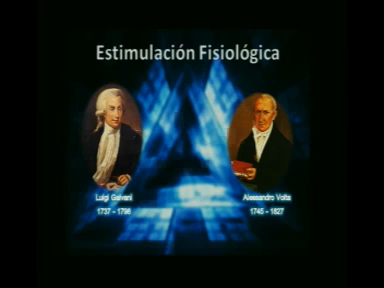 Estimulación Fisiológica
Luigi Galvani
1737 - 1798
Alessandro Volta
1745 - 1827